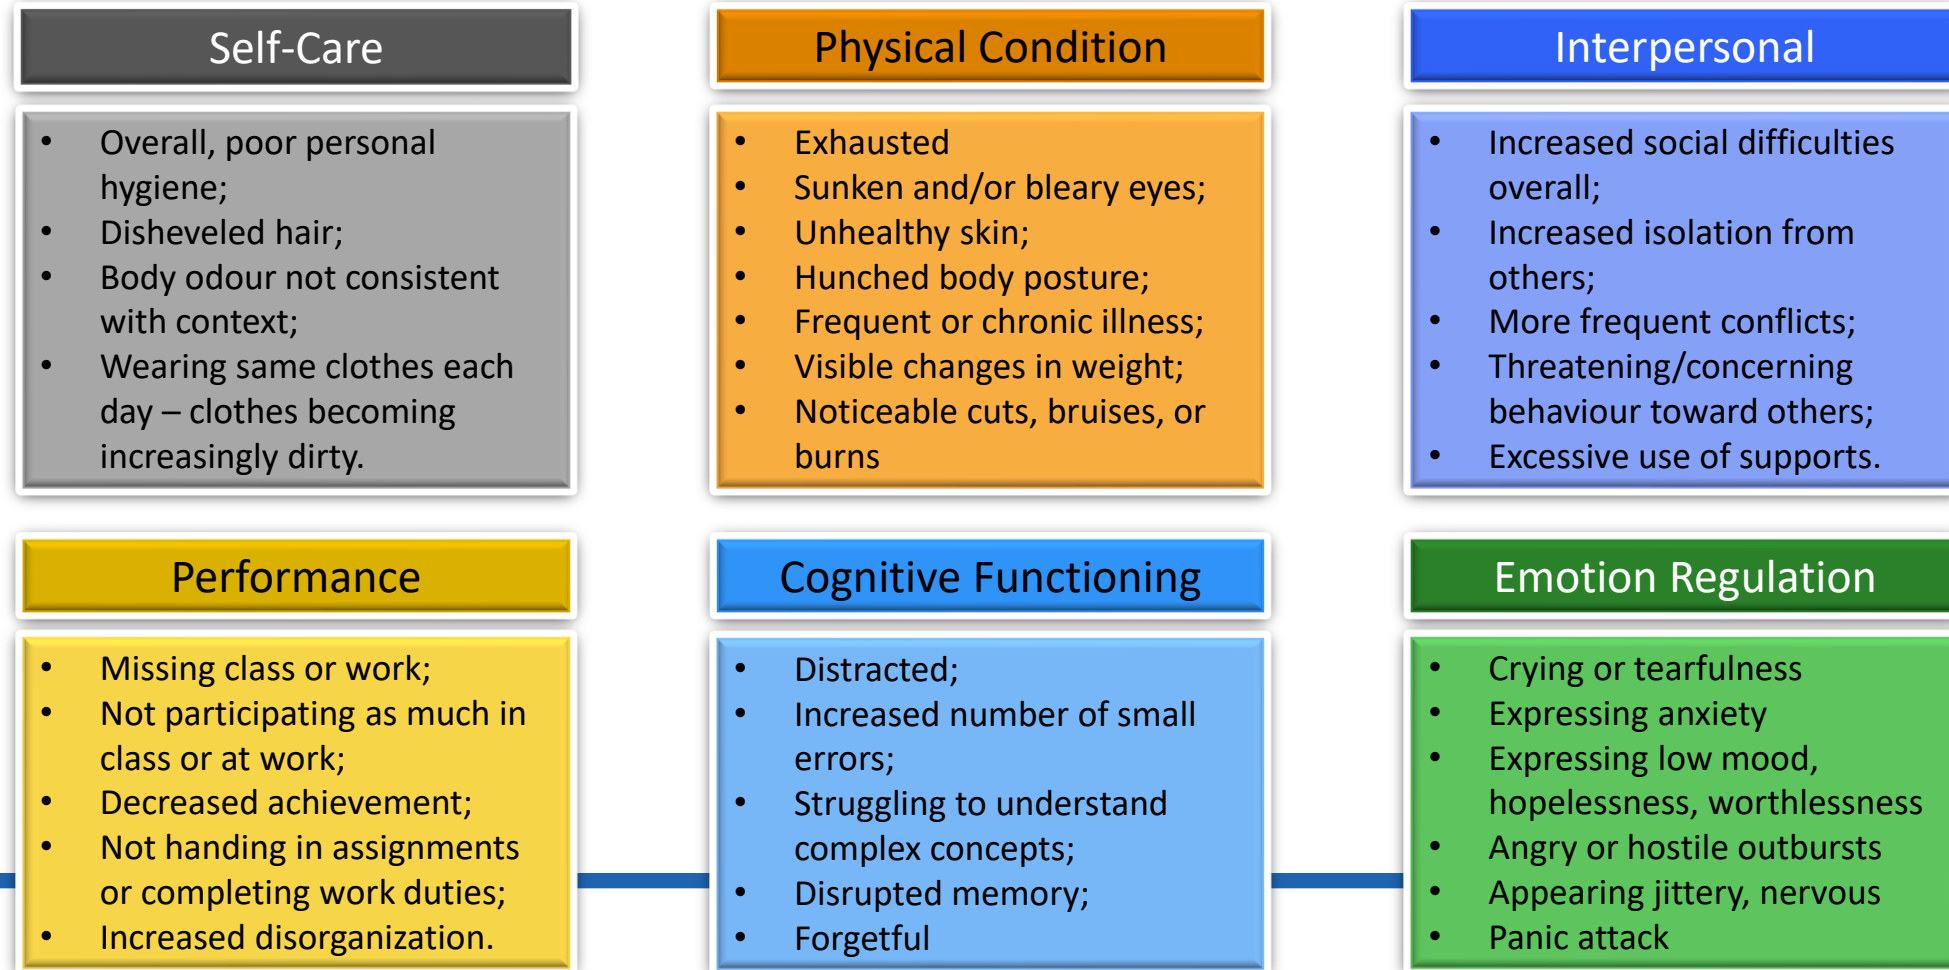 Self-Care
• Overall, poor personal
hygiene;
• Disheveled hair;
• Body odour not consistent
with context;
• Wearing same clothes each
day – clothes becoming
increasingly dirty.
Physical Condition
• Exhausted
• Sunken and/or bleary eyes;
• Unhealthy skin;
• Hunched body posture;
• Frequent or chronic illness;
• Visible changes in weight;
• Noticeable cuts, bruises, or
burns
Interpersonal
• Increased social difficulties
overall;
• Increased isolation from
others;
• More frequent conflicts;
• Threatening/concerning
behaviour toward others;
• Excessive use of supports.
Performance
• Missing class or work;
• Not participating as much in
class or at work;
• Decreased achievement;
• Not handing in assignments
or completing work duties;
• Increased disorganization.
Cognitive Functioning
• Distracted;
• Increased number of small
errors;
• Struggling to understand
complex concepts;
• Disrupted memory;
• Forgetful
Emotion Regulation
• Crying or tearfulness
• Expressing anxiety
• Expressing low mood,
hopelessness, worthlessness
• Angry or hostile outbursts
• Appearing jittery, nervous
• Panic attack